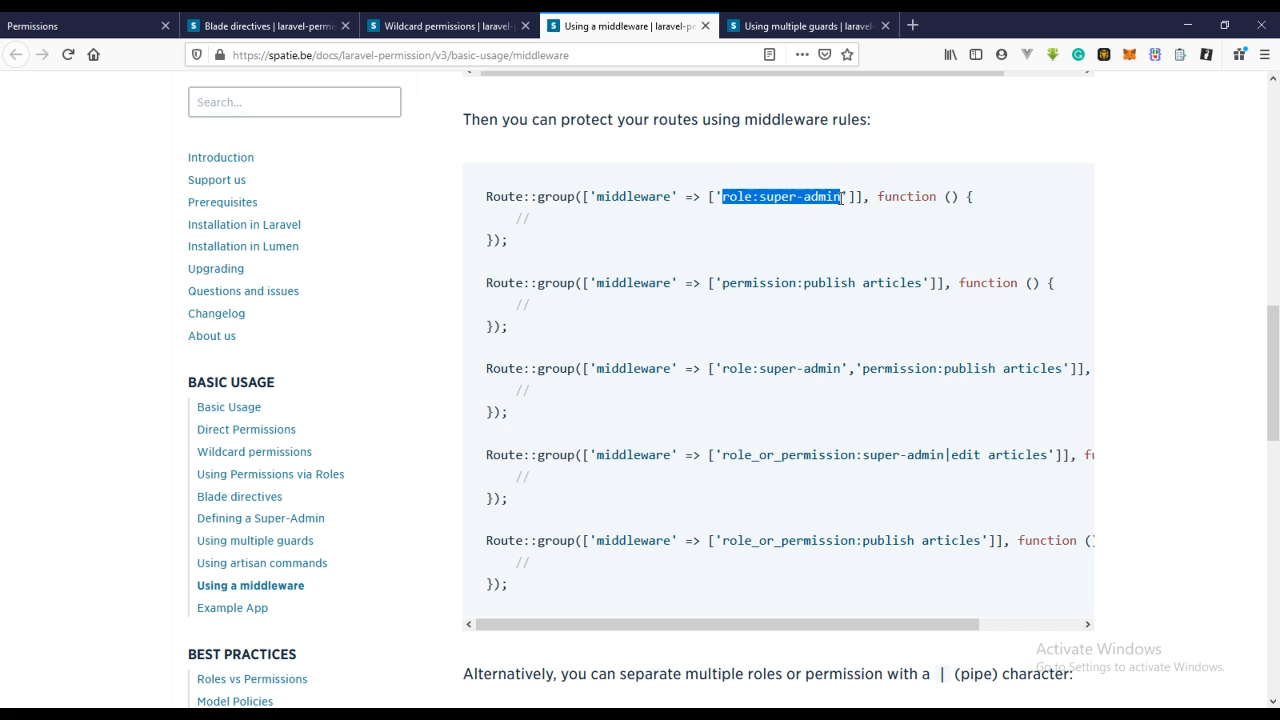 Permissions
Blade directives | laravel-permis
Wildcard permissions | laravel-
Using a middleware | laravel-pe
Using multiple guards | laravel-
https://spatie.be/docs/laravel-permission/v3/basic-usage/middleware
Search...
Introduction
Support us
Prerequisites
Installation in Laravel
Installation in Lumen
Upgrading
Questions and issues
Changelog
About us
BASIC USAGE
Basic Usage
Direct Permissions
Wildcard permissions
Using Permissions via Roles
Blade directives
Defining a Super-Admin
Using multiple guards
Using artisan commands
Using a middleware
Example App
BEST PRACTICES
Roles vs Permissions
Model Policies
Then you can protect your routes using middleware rules:
Route::group(['middleware' => ['role:super-admin']], function () {
//
});
Route::group(['middleware' => ['permission:publish articles']], function () {
//
});
Route::group(['middleware' => ['role:super-admin','permission:publish articles']],
//
});
Route::group(['middleware' => ['role_or_permission:super-admin|edit articles']], fu
//
});
Route::group(['middleware' => ['role_or_permission:publish articles']], function ()
//
});
Alternatively, you can separate multiple roles or permission with a | (pipe) character:
Activate Windows
Go to Settings to activate Windows.